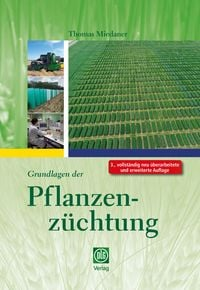 Thomas Miedaner
3., vollständig neu überarbeitete
und erweiterte Auflage
Grundlagen der
Pflanzen-
züchtung
DLG
Verlag